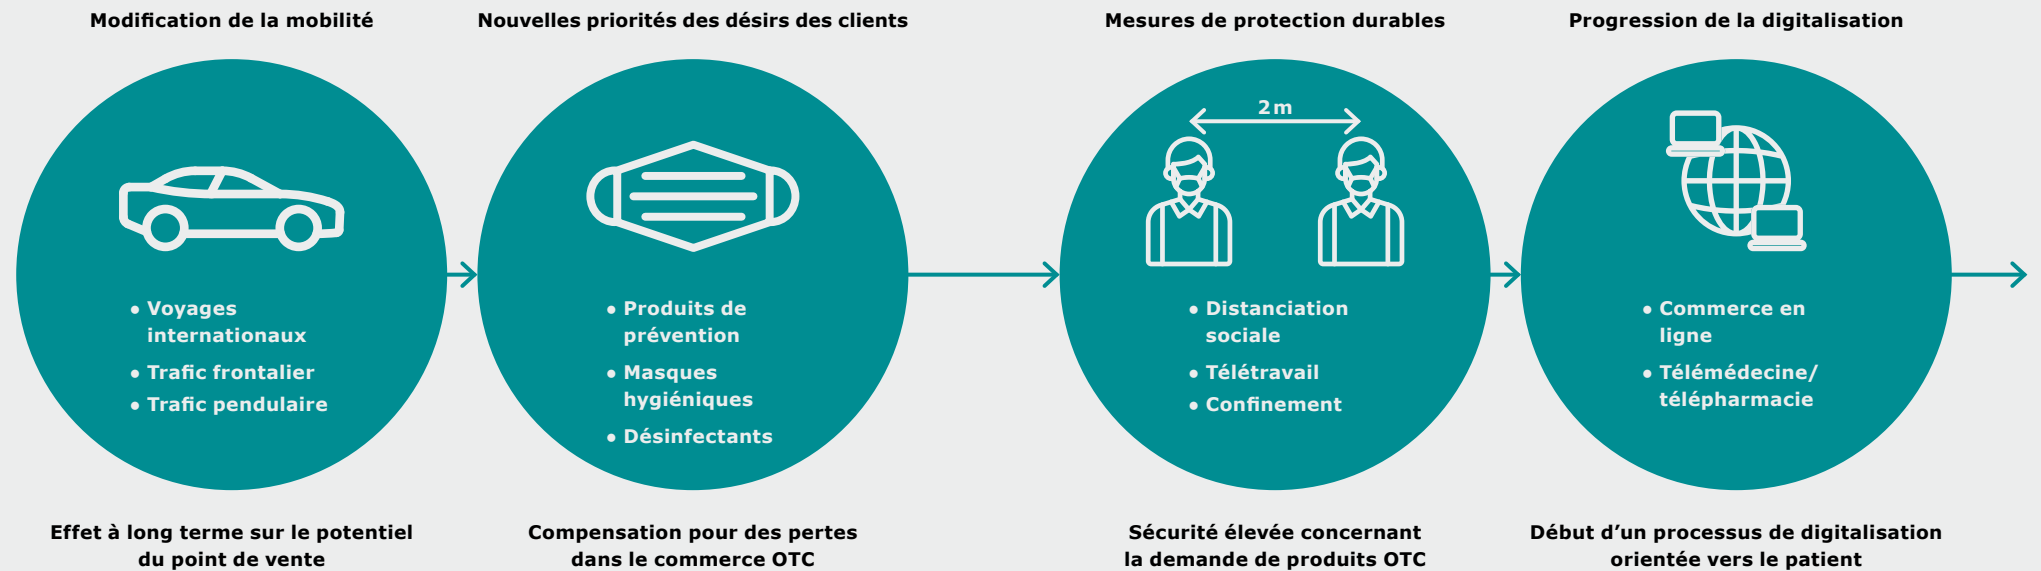 Modification de la mobilité
• Voyages
internationaux
• Trafic frontalier
• Trafic pendulaire
Effet à long terme sur le potentiel
du point de vente
Nouvelles priorités des désirs des clients
• Produits de
prévention
• Masques
hygiéniques
• Désinfectants
Compensation pour des pertes
dans le commerce OTC
Mesures de protection durables
2 m
• Distanciation
sociale
• Télétravail
• Confinement
Sécurité élevée concernant
la demande de produits OTC
Progression de la digitalisation
• Commerce en
ligne
• Télémédecine/
télépharmacie
Début d’un processus de digitalisation
orientée vers le patient